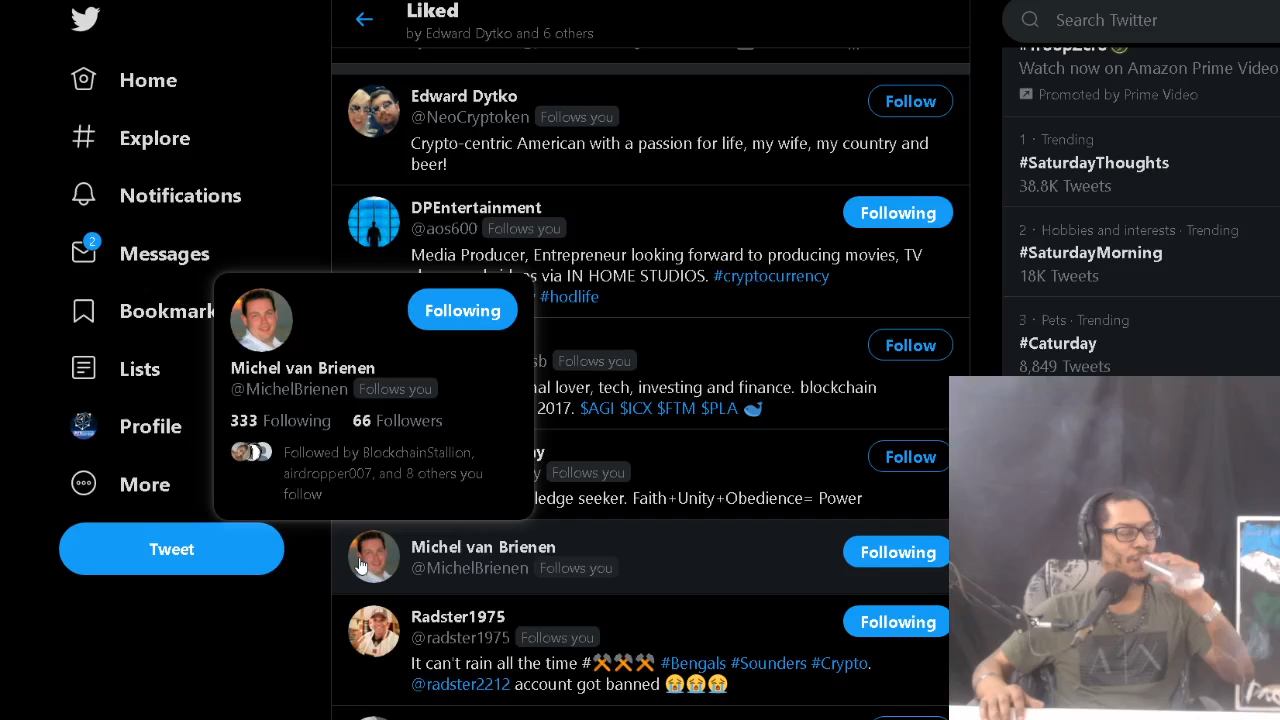 Home
Explore
Notifications
2
Messages
Bookmark
Lists
Profile
More
Tweet
Liked
by Edward Dytko and 6 others
Edward Dytko
@NeoCryptoken Follows you
Follow
Crypto-centric American with a passion for life, my wife, my country and
beer!
DPEntertainment
@aos600 Follows you
Following
Media Producer, Entrepreneur looking forward to producing movies, TV
via IN HOME STUDIOS. #cryptocurrency
#hodlife
Michel van Brienen
@MichelBrienen Follows you
Following
333 Following 66 Followers
Followed by BlockchainStallion,
airdropper007, and 8 others you
follow
sb Follows you
Follow
lover, tech, investing and finance. blockchain
2017. $AGI $ICX $FTM $PLA
Follows you
Follow
seeker. Faith+Unity+Obedience= Power
Michel van Brienen
@MichelBrienen Follows you
Following
Radster1975
@radster1975 Follows you
Following
It can't rain all the time #⚒⚒⚒ #Bengals #Sounders #Crypto.
@radster2212 account got banned 😭😭😭
Search Twitter
Watch now on Amazon Prime Video
Promoted by Prime Video
1 · Trending
#SaturdayThoughts
38.8K Tweets
2 · Hobbies and interests · Trending
#SaturdayMorning
18K Tweets
3 · Pets · Trending
#Caturday
8,849 Tweets